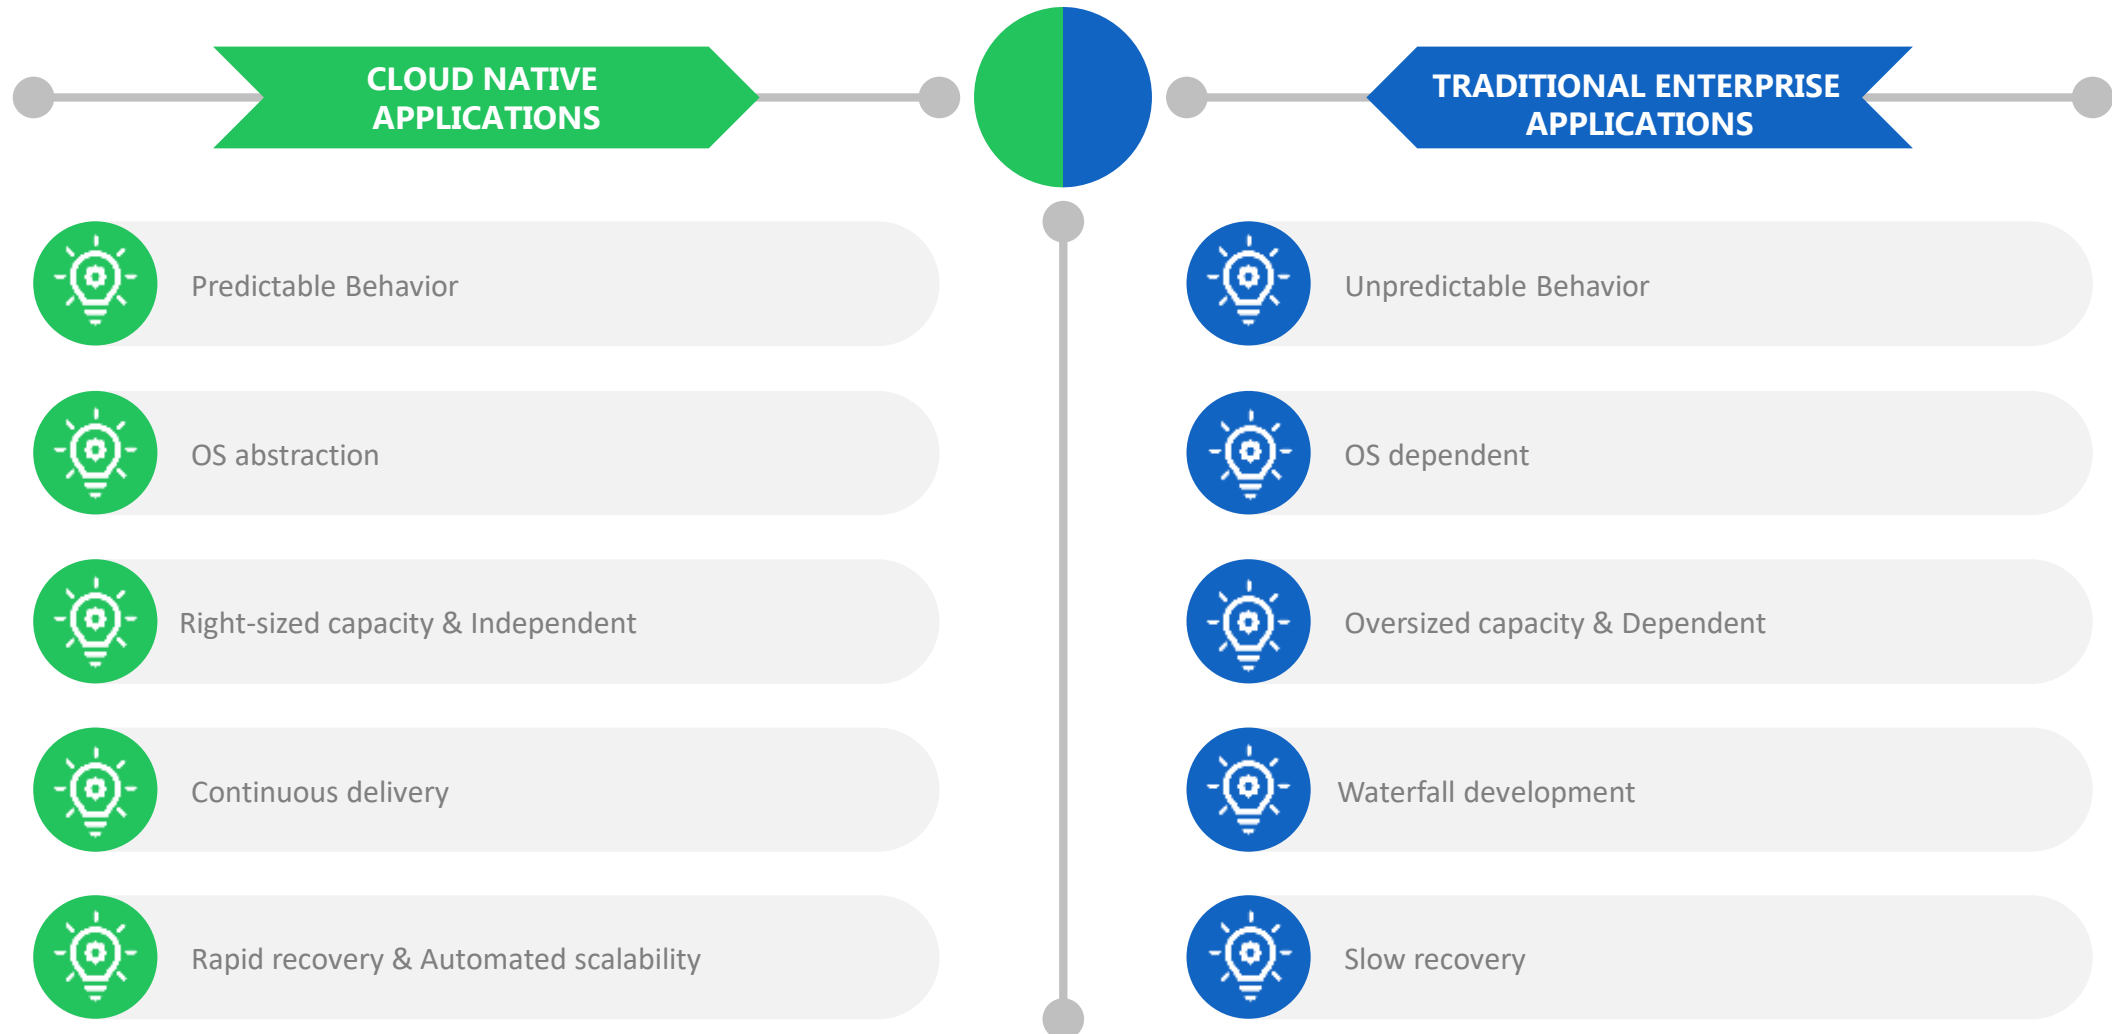 CLOUD NATIVE
APPLICATIONS
TRADITIONAL ENTERPRISE
APPLICATIONS
Predictable Behavior
Unpredictable Behavior
OS abstraction
OS dependent
Right-sized capacity & Independent
Oversized capacity & Dependent
Continuous delivery
Waterfall development
Rapid recovery & Automated scalability
Slow recovery